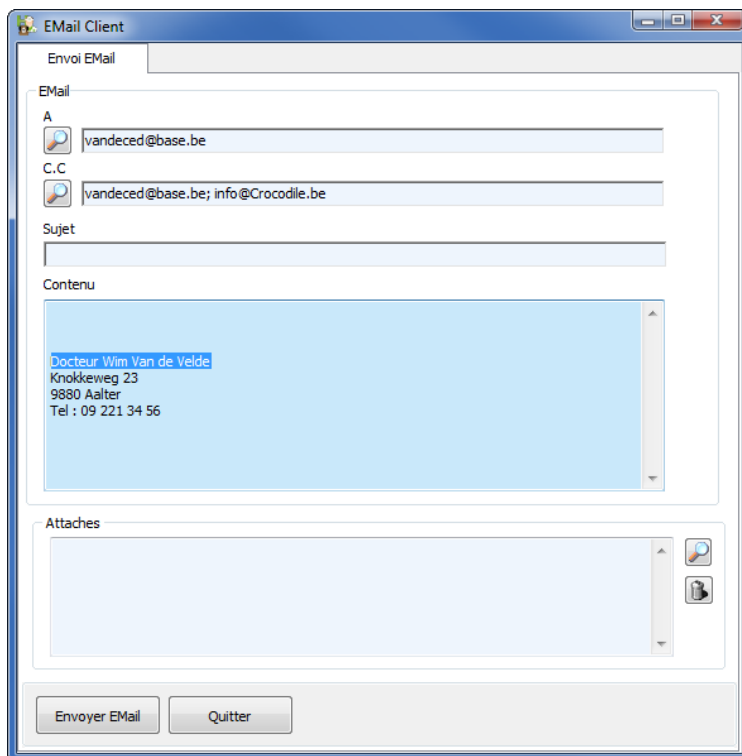 EMail Client
Envoi EMail
EMail
A
vandeced@base.be
C.C
vandeced@base.be; info@Crocodile.be
Sujet
Contenu
Docteur Wim Van de Velde
Knokkeweg 23
9880 Aalter
Tel : 09 221 34 56
Attaches
Envoyer EMail
Quitter